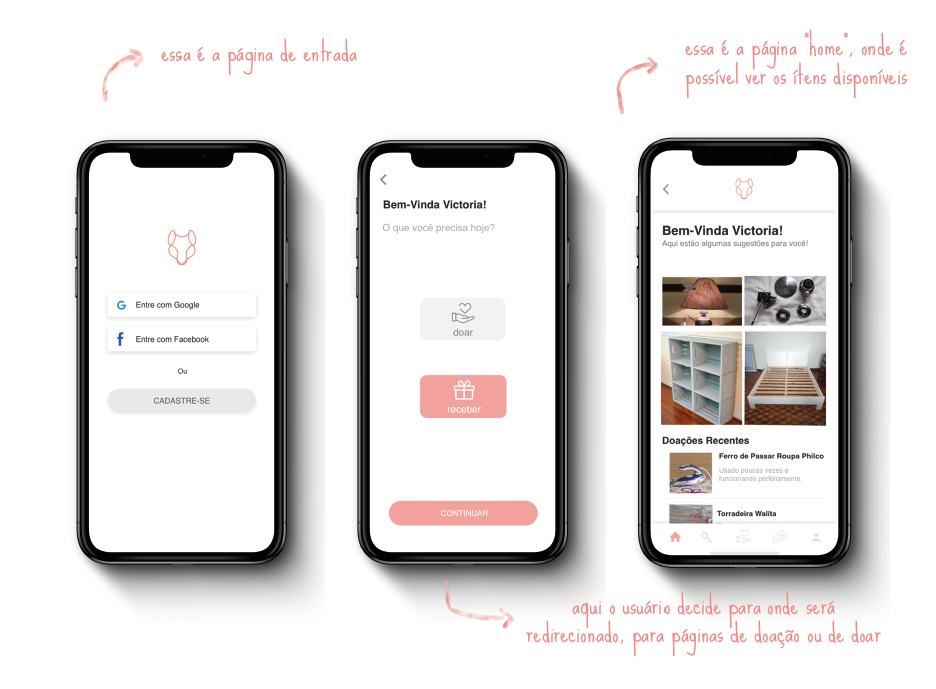 essa é a página de entrada
essa é a página "home", onde é
possível ver os ítens disponíveis
Entre com Google
Entre com Facebook
Ou
CADASTRE-SE
Bem-Vinda Victoria!
O que você precisa hoje?
doar
receber
CONTINUAR
Bem-Vinda Victoria!
Aqui estão algumas sugestões para você!
Doações Recentes
Ferro de Passar Roupa Philco
Usado poucas vezes e
funcionando perfeitamente.
Torradeira Walita
aqui o usuário decide para onde será
redirecionado, para páginas de doação ou de doar